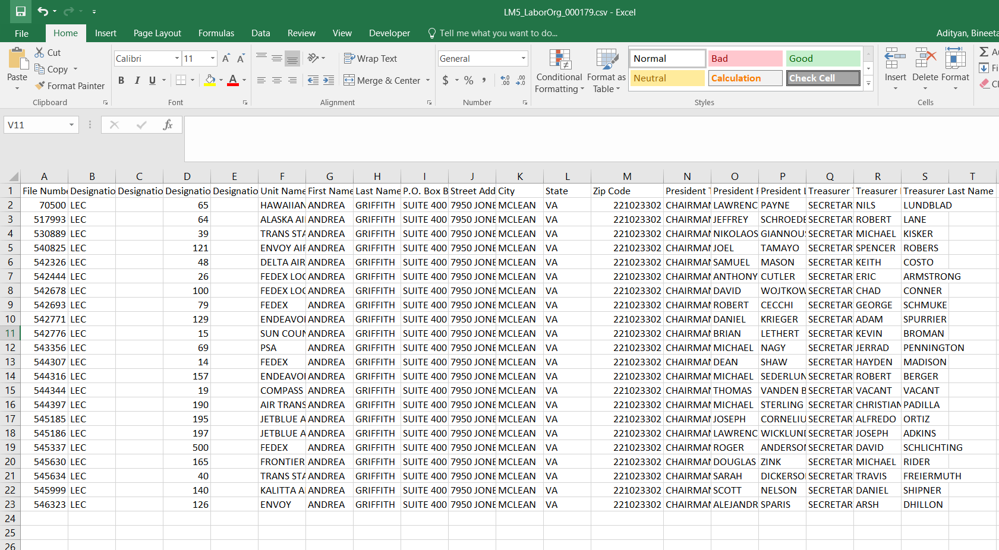 LM5_LaborOrg_000179.csv - Excel
File Home Insert Page Layout Formulas Data Review View Developer Tell me what you want to do... Adityan, Bineeta
Paste Cut Copy Format Painter Clipboard
Calibri 11 A A B I U A Font
Wrap Text Merge & Center Alignment
General $ % , .00 .00 Number
Conditional Formatting Format as Table
Normal Bad Good
Neutral Calculation Check Cell
Styles
Insert Delete Format Cells
V11 fx
A B C D E F G H I J K L M N O P Q R S T
1 File Numbe Designatio Designatio Designatio Designatio Unit Name First Name Last Name P.O. Box B Street Add City State Zip Code President T President F President L Treasurer T Treasurer Treasurer Last Name
2 70500 LEC 65 HAWAIIAN ANDREA GRIFFITH SUITE 400 7950 JONE MCLEAN VA 221023302 CHAIRMAN LAWRENC PAYNE SECRETAR NILS LUNDBLAD
3 517993 LEC 64 ALASKA AI ANDREA GRIFFITH SUITE 400 7950 JONE MCLEAN VA 221023302 CHAIRMAN JEFFREY SCHROEDE SECRETAR ROBERT LANE
4 530889 LEC 39 TRANS STA ANDREA GRIFFITH SUITE 400 7950 JONE MCLEAN VA 221023302 CHAIRMAN NIKOLAOS GIANNOUS SECRETAR MICHAEL KISKER
5 540825 LEC 121 ENVOY AIR ANDREA GRIFFITH SUITE 400 7950 JONE MCLEAN VA 221023302 CHAIRMAN JOEL TAMAYO SECRETAR SPENCER ROBERS
6 542326 LEC 48 DELTA AIR ANDREA GRIFFITH SUITE 400 7950 JONE MCLEAN VA 221023302 CHAIRMAN SAMUEL MASON SECRETAR KEITH COSTO
7 542444 LEC 26 FEDEX LOC ANDREA GRIFFITH SUITE 400 7950 JONE MCLEAN VA 221023302 CHAIRMAN ANTHONY CUTLER SECRETAR ERIC ARMSTRONG
8 542678 LEC 100 FEDEX LOC ANDREA GRIFFITH SUITE 400 7950 JONE MCLEAN VA 221023302 CHAIRMAN DAVID WOJTKOW SECRETAR CHAD CONNER
9 542693 LEC 79 FEDEX ANDREA GRIFFITH SUITE 400 7950 JONE MCLEAN VA 221023302 CHAIRMAN ROBERT CECCHI SECRETAR GEORGE SCHMUKE
10 542771 LEC 129 ENDEAVOR ANDREA GRIFFITH SUITE 400 7950 JONE MCLEAN VA 221023302 CHAIRMAN DANIEL KRIEGER SECRETAR ADAM SPURRIER
11 542776 LEC 15 SUN COUN ANDREA GRIFFITH SUITE 400 7950 JONE MCLEAN VA 221023302 CHAIRMAN BRIAN LETHERT SECRETAR KEVIN BROMAN
12 543356 LEC 69 PSA ANDREA GRIFFITH SUITE 400 7950 JONE MCLEAN VA 221023302 CHAIRMAN MICHAEL NAGY SECRETAR JERRAD PENNINGTON
13 544307 LEC 14 FEDEX ANDREA GRIFFITH SUITE 400 7950 JONE MCLEAN VA 221023302 CHAIRMAN DEAN SHAW SECRETAR HAYDEN MADISON
14 544316 LEC 157 ENDEAVOR ANDREA GRIFFITH SUITE 400 7950 JONE MCLEAN VA 221023302 CHAIRMAN MICHAEL SEDERLUN SECRETAR ROBERT BERGER
15 544344 LEC 19 COMPASS ANDREA GRIFFITH SUITE 400 7950 JONE MCLEAN VA 221023302 CHAIRMAN THOMAS VANDEN B SECRETAR VACANT VACANT
16 544397 LEC 190 AIR TRANS ANDREA GRIFFITH SUITE 400 7950 JONE MCLEAN VA 221023302 CHAIRMAN MICHAEL STERLING SECRETAR CHRISTIAN PADILLA
17 545185 LEC 195 JETBLUE A ANDREA GRIFFITH SUITE 400 7950 JONE MCLEAN VA 221023302 CHAIRMAN JOSEPH CORNELIU SECRETAR ALFREDO ORTIZ
18 545186 LEC 197 JETBLUE A ANDREA GRIFFITH SUITE 400 7950 JONE MCLEAN VA 221023302 CHAIRMAN LAWRENC WICKLUND SECRETAR JOSEPH ADKINS
19 545337 LEC 500 FEDEX ANDREA GRIFFITH SUITE 400 7950 JONE MCLEAN VA 221023302 CHAIRMAN ROGER ANDERSON SECRETAR DAVID SCHLICHTING
20 545630 LEC 165 FRONTIER ANDREA GRIFFITH SUITE 400 7950 JONE MCLEAN VA 221023302 CHAIRMAN DOUGLAS ZINK SECRETAR MICHAEL RIDER
21 545634 LEC 40 TRANS STA ANDREA GRIFFITH SUITE 400 7950 JONE MCLEAN VA 221023302 CHAIRMAN SARAH DICKERSO SECRETAR TRAVIS FREIERMUTH
22 545999 LEC 140 KALITTA A ANDREA GRIFFITH SUITE 400 7950 JONE MCLEAN VA 221023302 CHAIRMAN SCOTT NELSON SECRETAR DANIEL SHIPNER
23 546323 LEC 126 ENVOY ANDREA GRIFFITH SUITE 400 7950 JONE MCLEAN VA 221023302 CHAIRMAN ALEJANDR SPARIS SECRETAR ARSH DHILLON
24
25
26